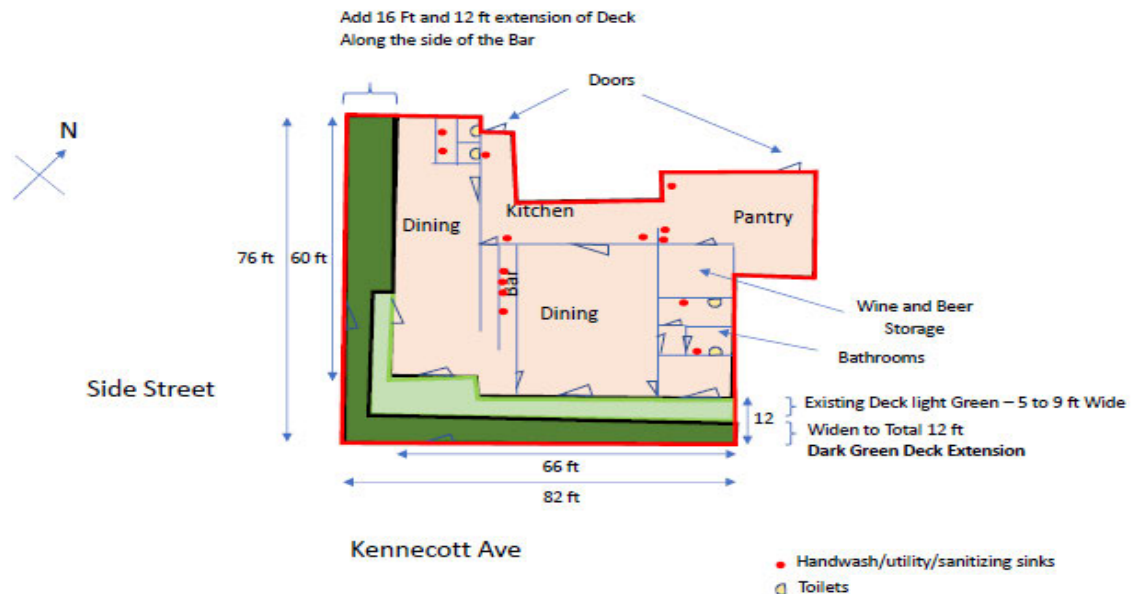 Add 16 Ft and 12 ft extension of Deck
Along the side of the Bar
Doors
N
Kitchen
Dining
Pantry
76 ft
60 ft
Bar
Dining
Wine and Beer
Storage
Bathrooms
Side Street
Existing Deck light Green – 5 to 9 ft Wide
12
Widen to Total 12 ft
Dark Green Deck Extension
66 ft
82 ft
Kennecott Ave
Handwash/utility/sanitizing sinks
Toilets